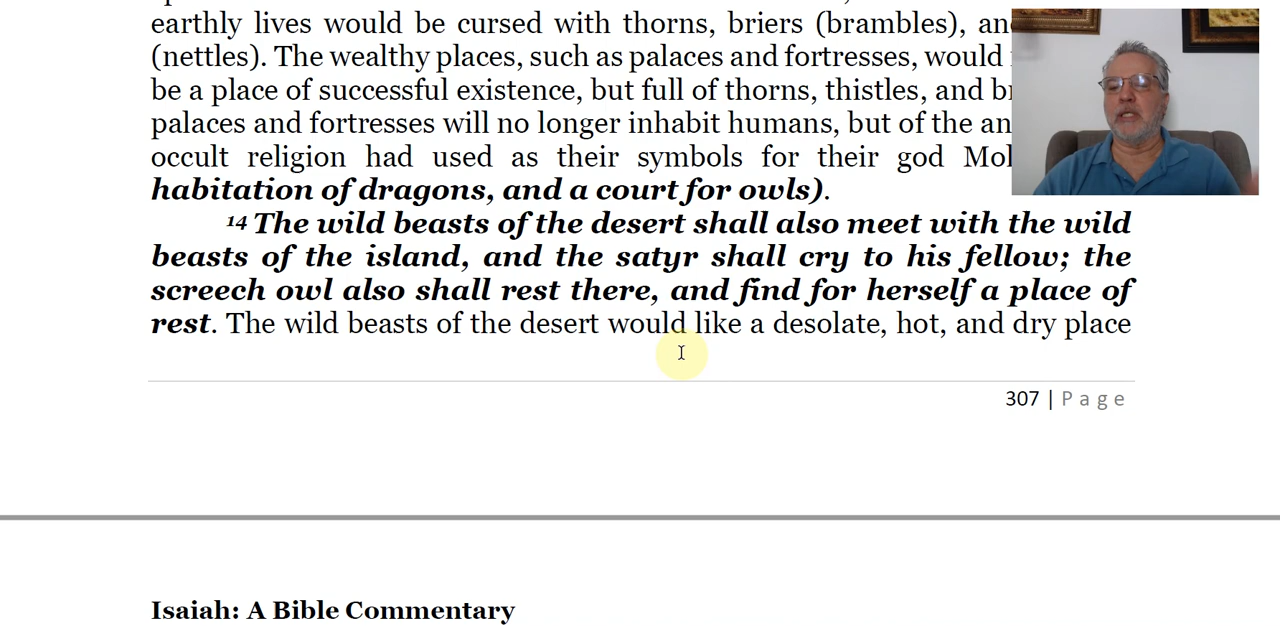 earthly lives would be cursed with thorns, briers (brambles), and
(nettles). The wealthy places, such as palaces and fortresses, would
be a place of successful existence, but full of thorns, thistles, and
palaces and fortresses will no longer inhabit humans, but of the
occult religion had used as their symbols for their god
habitation of dragons, and a court for owls).
14 The wild beasts of the desert shall also meet with the wild
beasts of the island, and the satyr shall cry to his fellow; the
screech owl also shall rest there, and find for herself a place of
rest. The wild beasts of the desert would like a desolate, hot, and dry place
307 | Page
Isaiah: A Bible Commentary